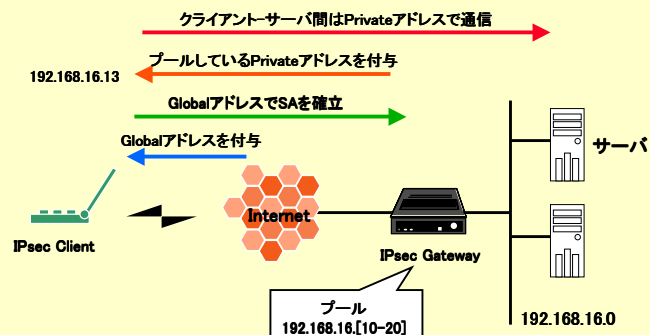 クライアント-サーバ間はPrivateアドレスで通信
プールしているPrivateアドレスを付与
192.168.16.13
GlobalアドレスでSAを確立
Globalアドレスを付与
サーバ
Internet
IPsec Client
IPsec Gateway
プール
192.168.16.[10-20]
192.168.16.0